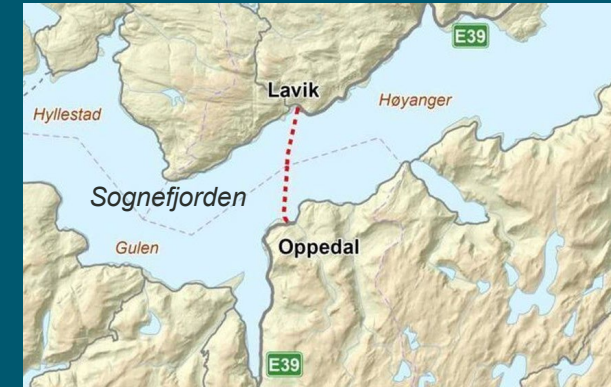 E39
Lavik
Høyanger
Hyllestad
Sognefjorden
Gulen
Oppedal
E39